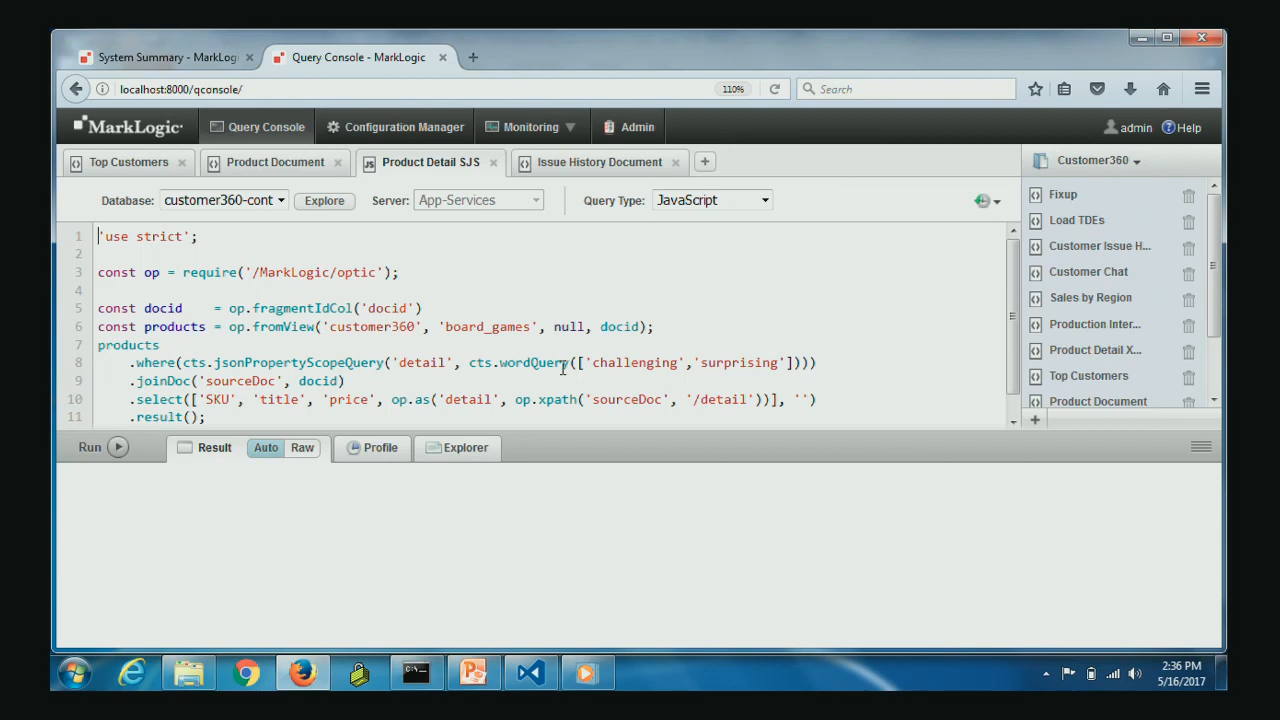 System Summary - MarkLogi × Query Console - MarkLogic × +
localhost:8000/qconsole/ 110% Search
MarkLogic Query Console Configuration Manager Monitoring Admin admin Help
Top Customers × Product Document × Product Detail SJS × Issue History Document × + Customer360
Database: customer360-cont Explore Server: App-Services Query Type: JavaScript
1 'use strict';
2
3 const op = require('/MarkLogic/optic');
4
5 const docid    = op.fragmentIdCol('docid')
6 const products = op.fromView('customer360', 'board_games', null, docid);
7 products
8     .where(cts.jsonPropertyScopeQuery('detail', cts.wordQuery(['challenging','surprising'])))
9     .joinDoc('sourceDoc', docid)
10     .select(['SKU', 'title', 'price', op.as('detail', op.xpath('sourceDoc', '/detail'))], '')
11     .result();
Fixup
Load TDEs
Customer Issue H...
Customer Chat
Sales by Region
Production Inter...
Product Detail X...
Top Customers
Product Document
+
Run Result Auto Raw Profile Explorer
2:36 PM
5/16/2017